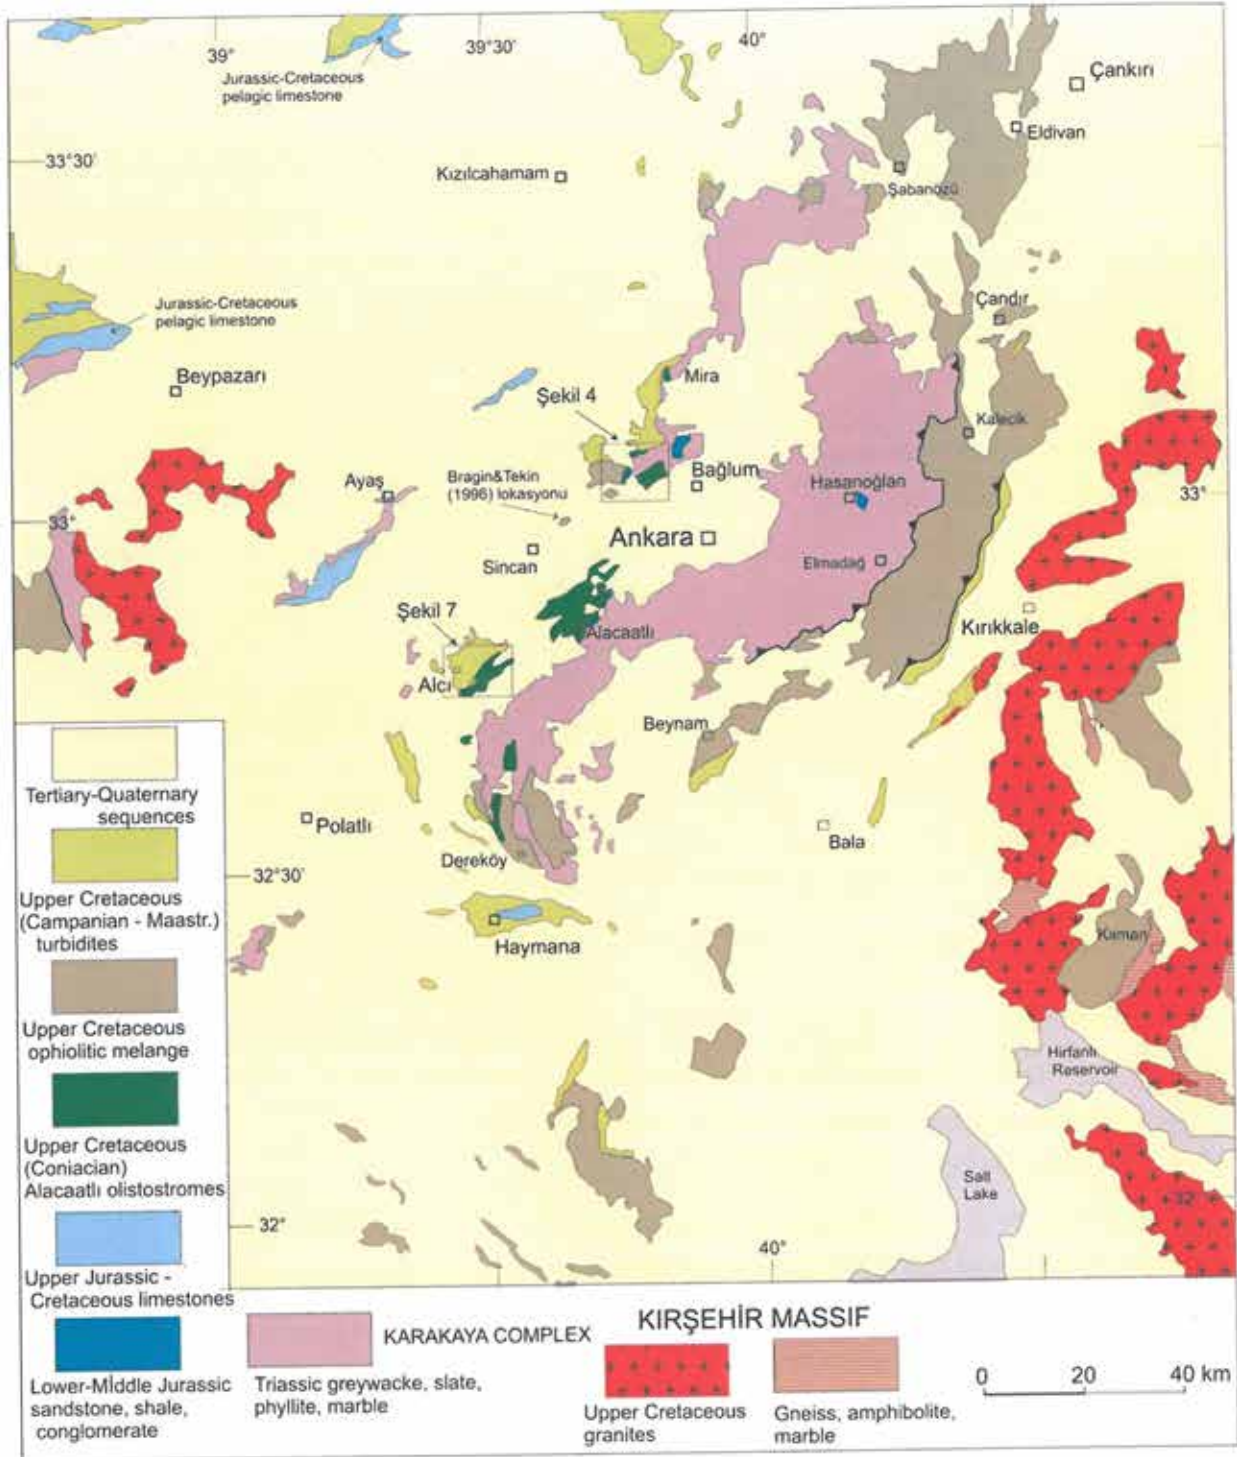 39°
39°30'
40°
Jurassic-Cretaceous
pelagic limestone
Çankırı
Eldivan
33°30'
Kızılcahamam
Şabanözü
Jurassic-Cretaceous
pelagic limestone
Çandır
Beypazarı
Mira
Şekil 4
Kalecik
Ayaş
Bragin&Tekin
(1996) lokasyonu
Bağlum
Hasanoğlan
33°
33°
Ankara
Sincan
Elmadağ
Şekil 7
Alacaatlı
Kırıkkale
Alcı
Beynam
Polatlı
Bala
Dereköy
32°30'
Haymana
Kaman
Hirfanlı
Reservoir
Salt
Lake
32
32°
40°
Tertiary-Quaternary
sequences
Upper Cretaceous
(Campanian - Maastr.)
turbidites
Upper Cretaceous
ophiolitic melange
Upper Cretaceous
(Coniacian)
Alacaatlı olistostromes
Upper Jurassic -
Cretaceous limestones
Lower-Middle Jurassic
sandstone, shale,
conglomerate
KARAKAYA COMPLEX
Triassic greywacke, slate,
phyllite, marble
KIRŞEHİR MASSIF
Upper Cretaceous
granites
Gneiss, amphibolite,
marble
0 20 40 km